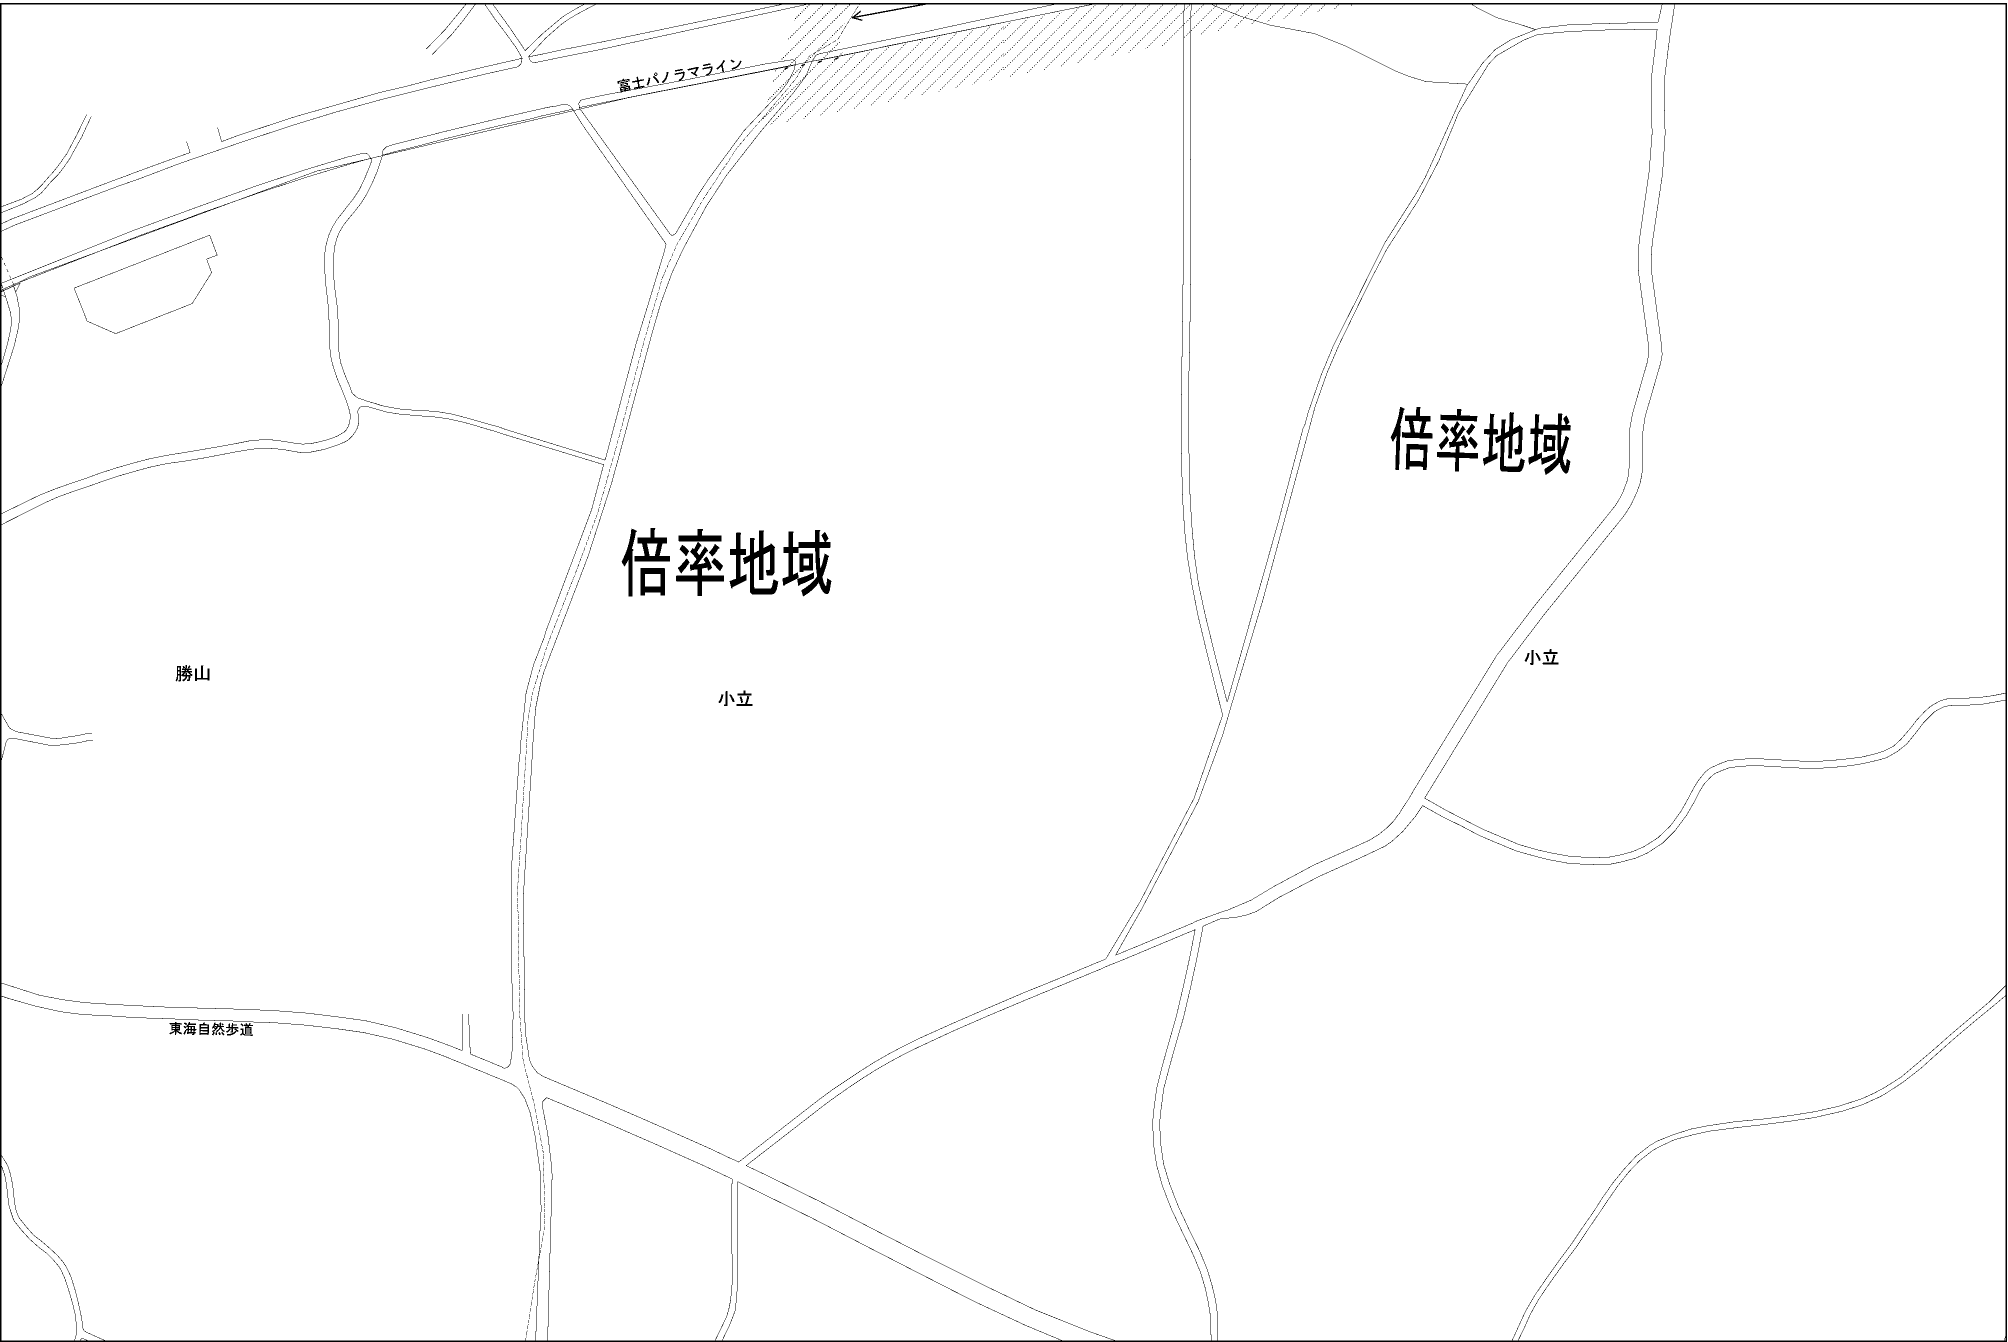 富士パノラマライン
倍率地域
倍率地域
小立
勝山
小立
東海自然歩道